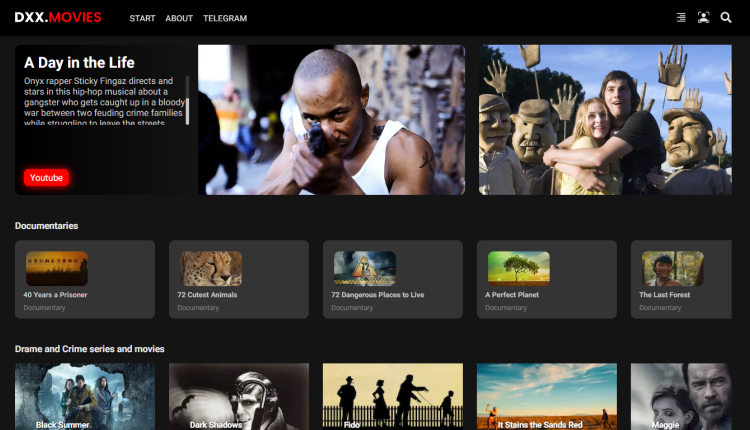 DXX.MOVIES START ABOUT TELEGRAM
A Day in the Life
Onyx rapper Sticky Fingaz directs and
stars in this hip-hop musical about a
gangster who gets caught up in a bloody
war between two feuding crime families
while struggling to leave the streets
Youtube
Documentaries
40 Years a Prisoner
Documentary
72 Cutest Animals
Documentary
72 Dangerous Places to Live
Documentary
A Perfect Planet
Documentary
The Last Forest
Documentary
Drame and Crime series and movies
Black Summer
Dark Shadows
Fido
It Stains the Sands Red
Maggie